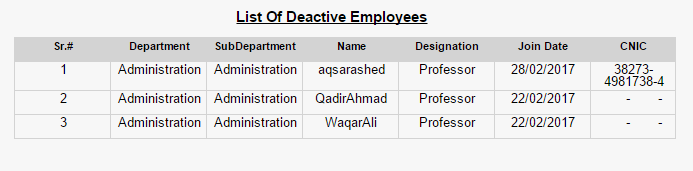 List Of Deactive Employees
Sr.# Department SubDepartment Name Designation Join Date CNIC
1 Administration Administration aqsarashed Professor 28/02/2017 38273-
4981738-4
2 Administration Administration QadirAhmad Professor 22/02/2017 - -
3 Administration Administration WaqarAli Professor 22/02/2017 - -